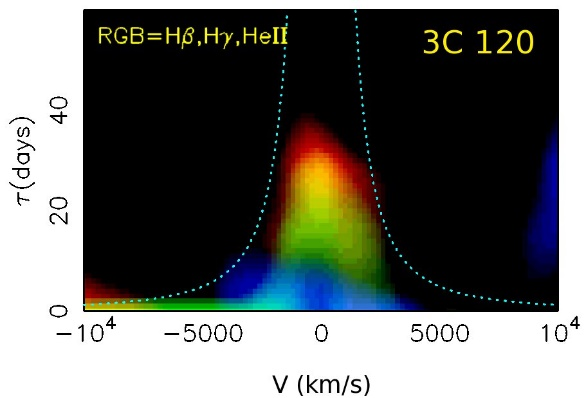 RGB=Hβ,Hγ,HeII
3C 120
τ(days)
40
20
0
−10⁴ −5000 0 5000 10⁴
V (km/s)